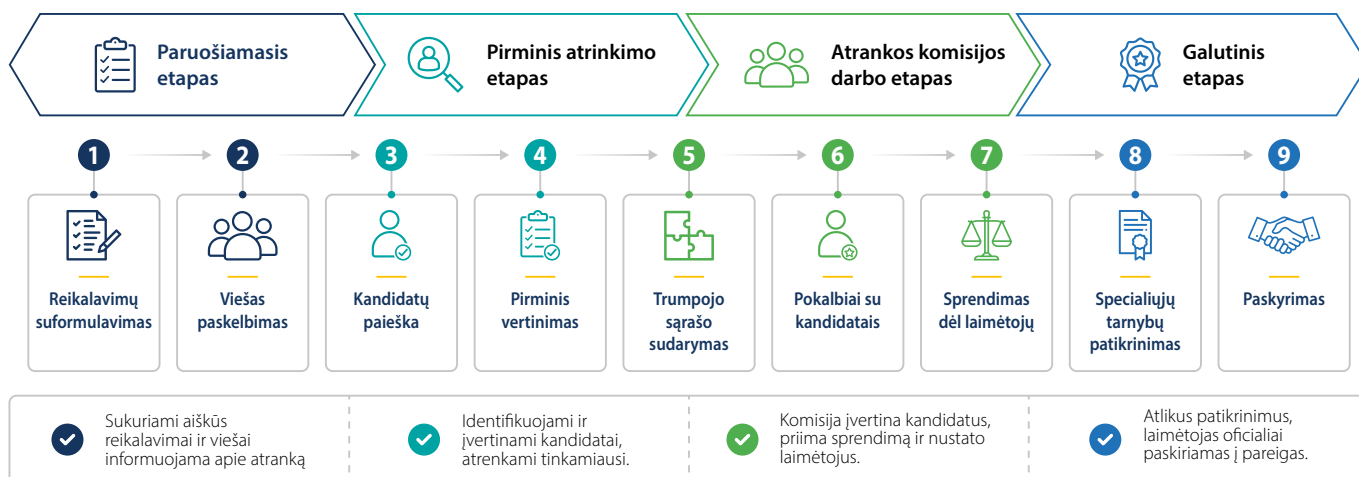 Paruošiamasis
etapas
Pirminis atrinkimo
etapas
Atrankos komisijos
darbo etapas
Galutinis
etapas
1
2
3
4
5
6
7
8
9
Reikalavimų
suformulavimas
Viešas
paskelbimas
Kandidatų
paieška
Pirminis
vertinimas
Trumpojo
sąrašo
sudarymas
Pokalbiai su
kandidatais
Sprendimas
dėl laimėtojų
Specialiųjų
tarnybų
patikrinimas
Paskyrimas
Sukuriami aiškūs
reikalavimai ir viešai
informuojama apie atranką
Identifikuojami ir
įvertinami kandidatai,
atrenkami tinkamiausi.
Komisija įvertina kandidatus,
priima sprendimą ir nustato
laimėtojus.
Atlikus patikrinimus,
laimėtojas oficialiai
paskiriamas į pareigas.